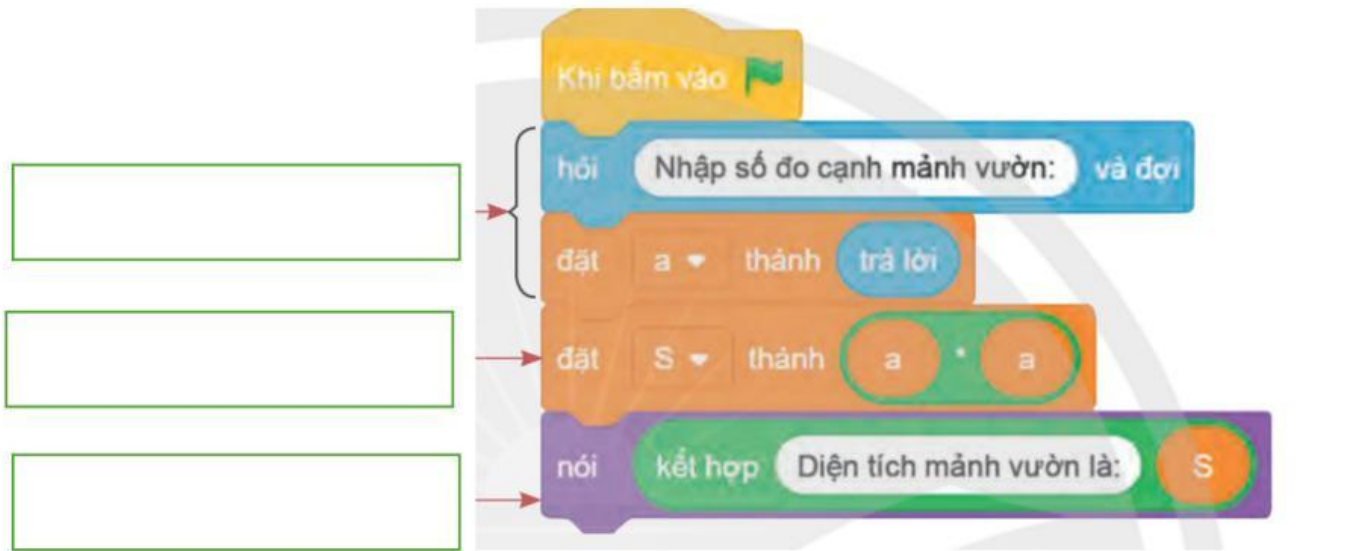 Khi bấm vào
hỏi Nhập số đo cạnh mảnh vườn: và đợi
đặt a thành trả lời
đặt S thành a * a
nói kết hợp Diện tích mảnh vườn là: S